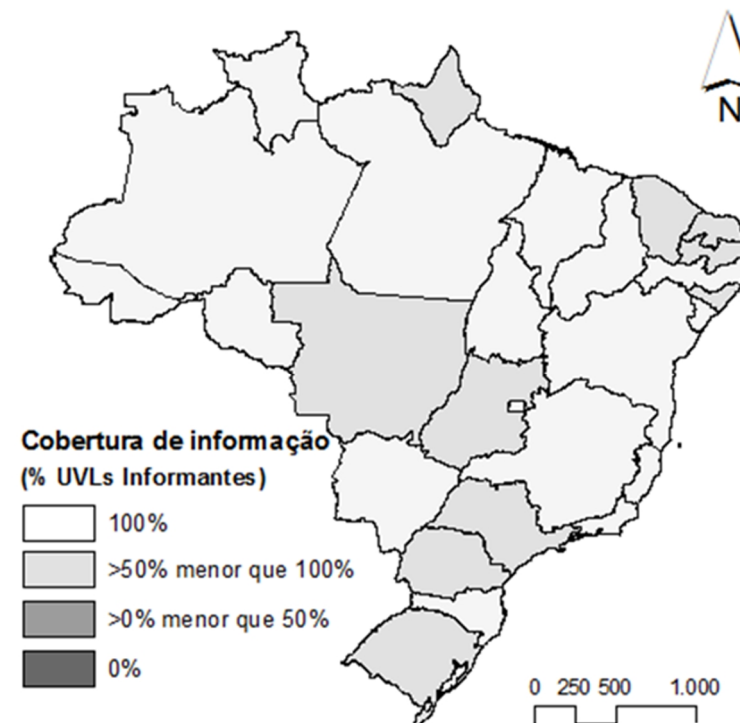 N
Cobertura de informação
(% UVLs Informantes)
100%
>50% menor que 100%
>0% menor que 50%
0%
0 250 500 1.000